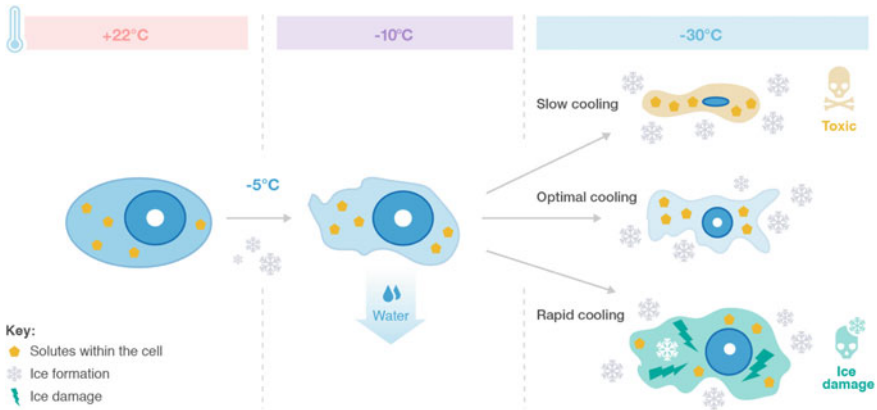 +22°C
-10°C
-30°C
Slow cooling
Toxic
-5°C
Optimal cooling
Water
Rapid cooling
Key:
Solutes within the cell
Ice formation
Ice damage
Ice
damage